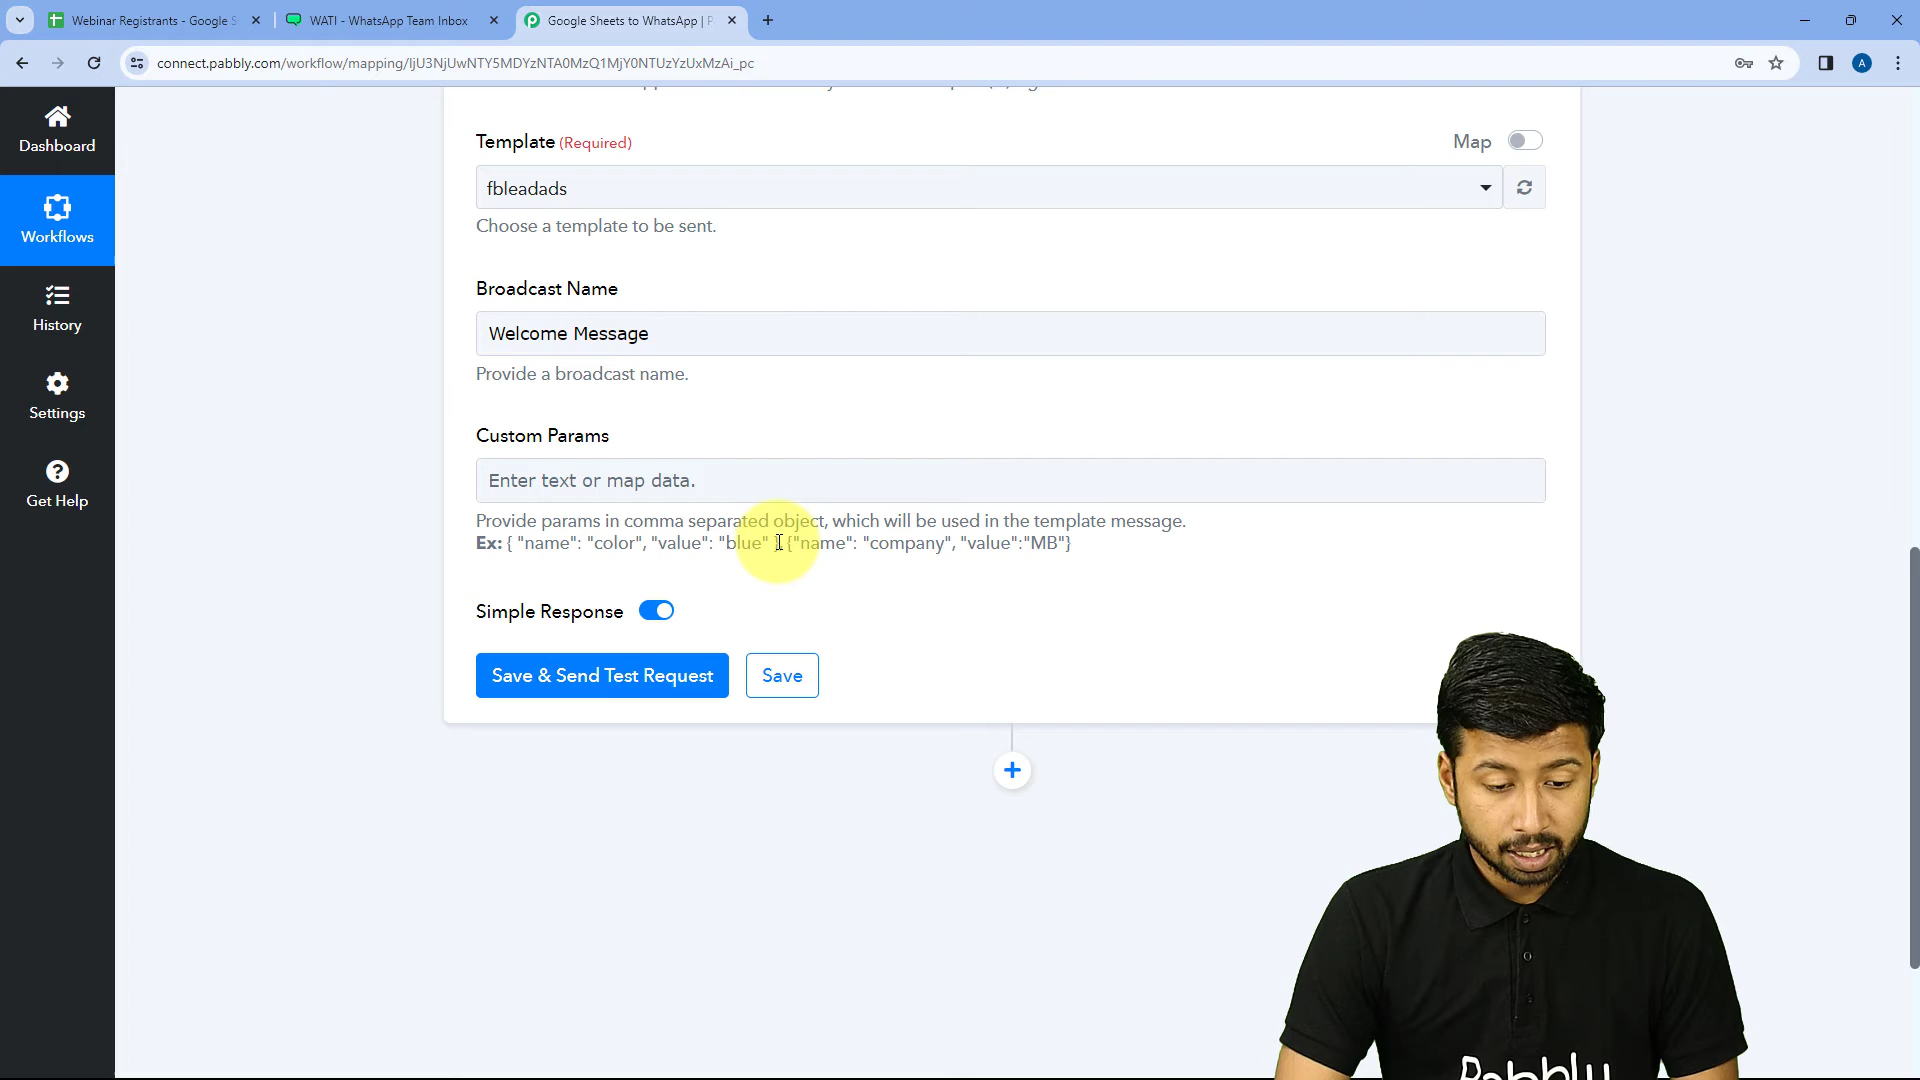 Webinar Registrants - Google S
WATI - WhatsApp Team Inbox
Google Sheets to WhatsApp | P
connect.pabbly.com/workflow/mapping/IjU3NjUwNTY5MDYzNTA0MzQ1MjY0NTUzYzUxMzAi_pc
A
Dashboard
Workflows
History
Settings
Get Help
Template (Required)
Map
fbleadads
Choose a template to be sent.
Broadcast Name
Welcome Message
Provide a broadcast name.
Custom Params
Enter text or map data.
Provide params in comma separated object, which will be used in the template message.
Ex: { "name": "color", "value": "blue" }, {"name": "company", "value":"MB"}
Simple Response
Save & Send Test Request
Save
Pabbly